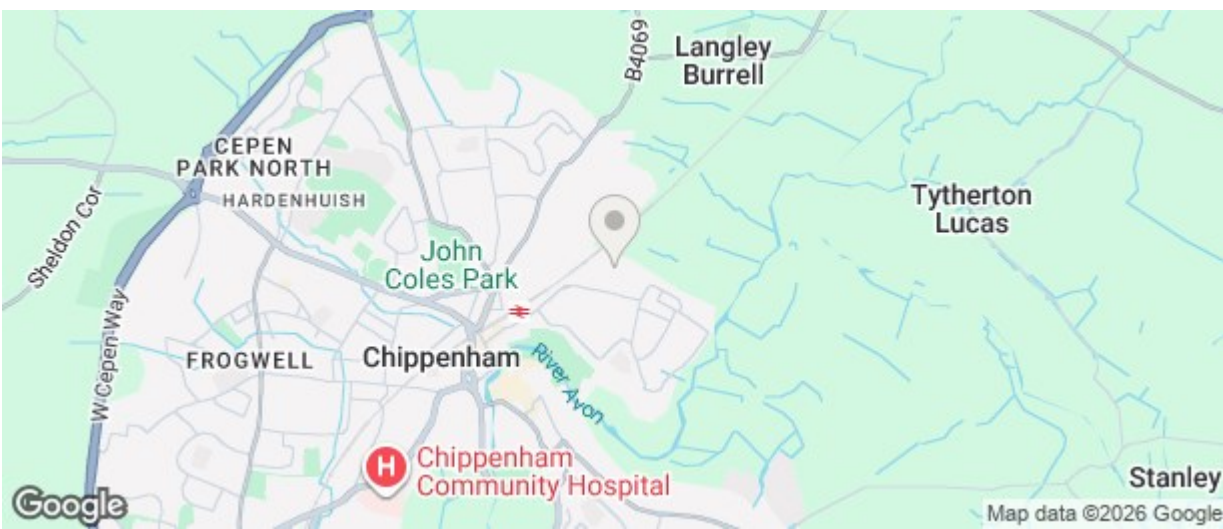 B4069
Langley
Burrell
CEPEN
PARK NORTH
HARDENHUISH
Tytherton
Lucas
Sheldon Cor
John
Coles Park
W Cepen Way
FROGWELL
Chippenham
River Avon
H
Chippenham
Community Hospital
Stanley
Google
Map data ©2026 Google